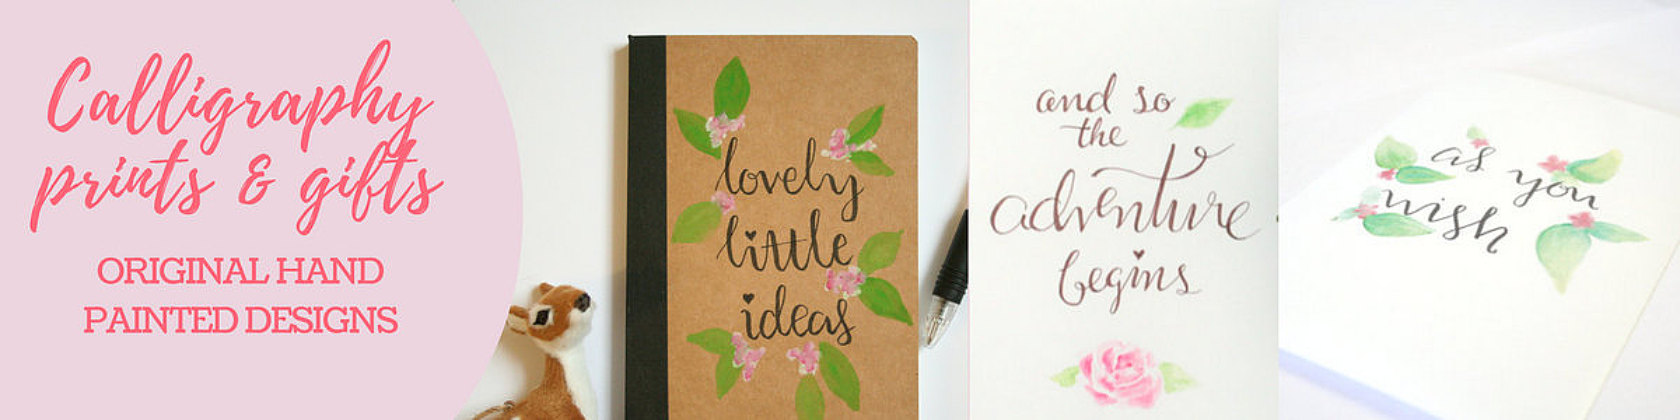 Calligraphy
prints & gifts
ORIGINAL HAND
PAINTED DESIGNS
lovely
little
ideas
and so
the
adventure
begins
as you
wish